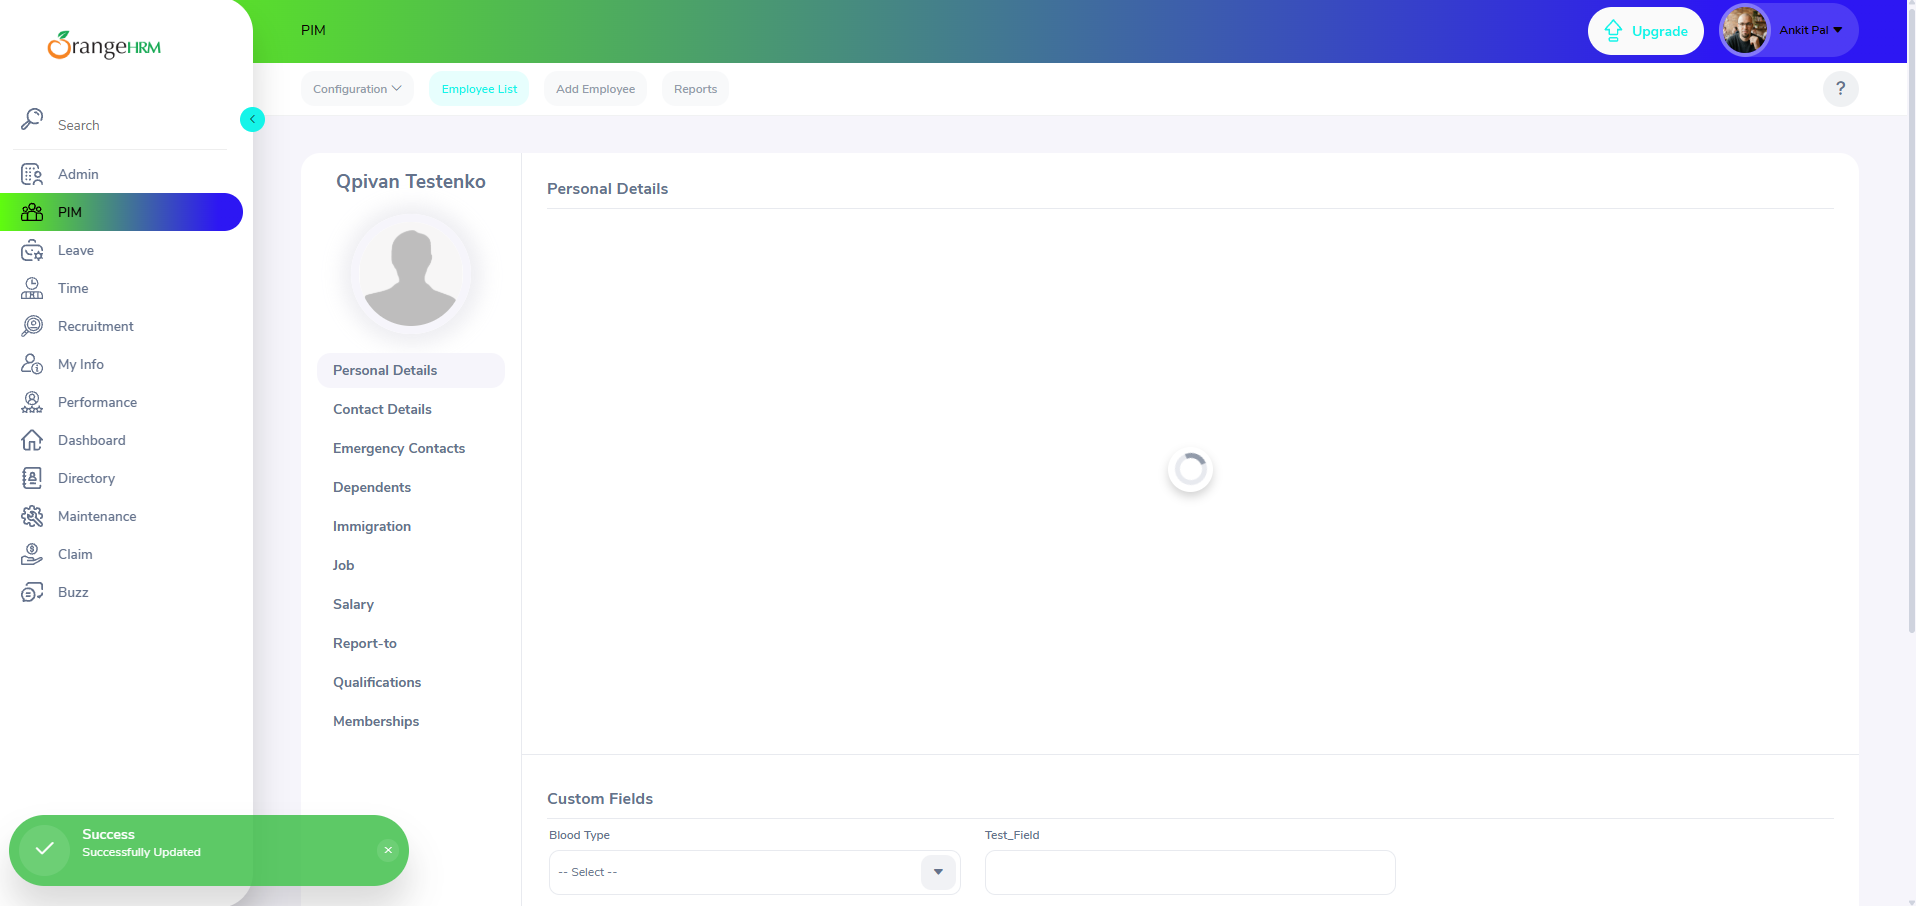 OrangeHRM
Search
Admin
PIM
Leave
Time
Recruitment
My Info
Performance
Dashboard
Directory
Maintenance
Claim
Buzz
PIM
Upgrade
Ankit Pal
Configuration
Employee List
Add Employee
Reports
?
Qpivan Testenko
Personal Details
Contact Details
Emergency Contacts
Dependents
Immigration
Job
Salary
Report-to
Qualifications
Memberships
Personal Details
Custom Fields
Blood Type
Test_Field
-- Select --
Success
Successfully Updated